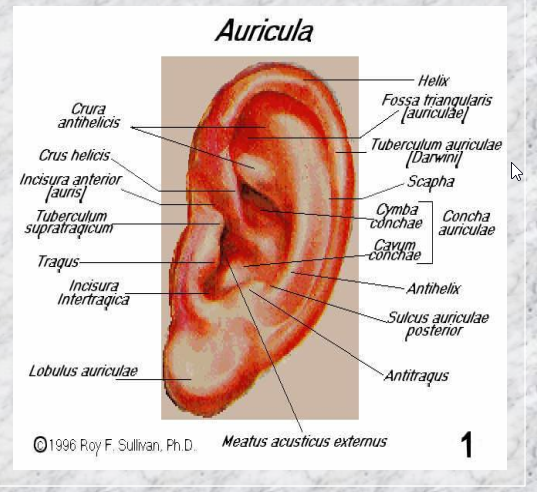 Auricula
Helix
Fossa triangularis
[auriculae]
Crura
antihelicis
Tuberculum auriculae
[Darwini]
Crus helicis
Scapha
Incisura anterior
[auris]
Cymba
conchae
Concha
auriculae
Tuberculum
supratragicum
Cavum
conchae
Tragus
Incisura
Intertragica
Antihelix
Sulcus auriculae
posterior
Lobulus auriculae
Antitragus
Meatus acusticus externus
©1996 Roy F. Sullivan, Ph.D.
1